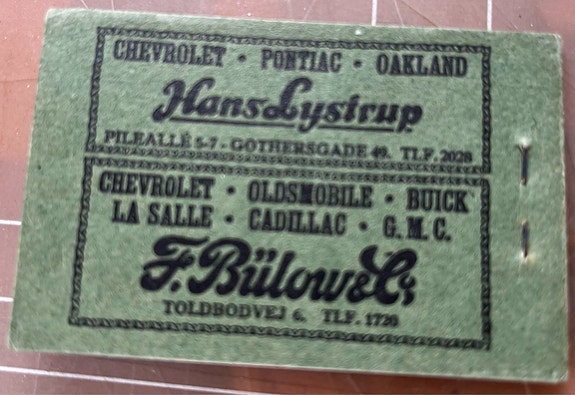 CHEVROLET · PONTIAC · OAKLAND
Hans Lystrup
PILEALLÉ 5-7 - GOTHERSGADE 49. TLF. 2028
CHEVROLET · OLDSMOBILE · BUICK
LA SALLE · CADILLAC · G. M. C.
F. Bülow & Co
TOLDBODVEJ 6. TLF. 1720